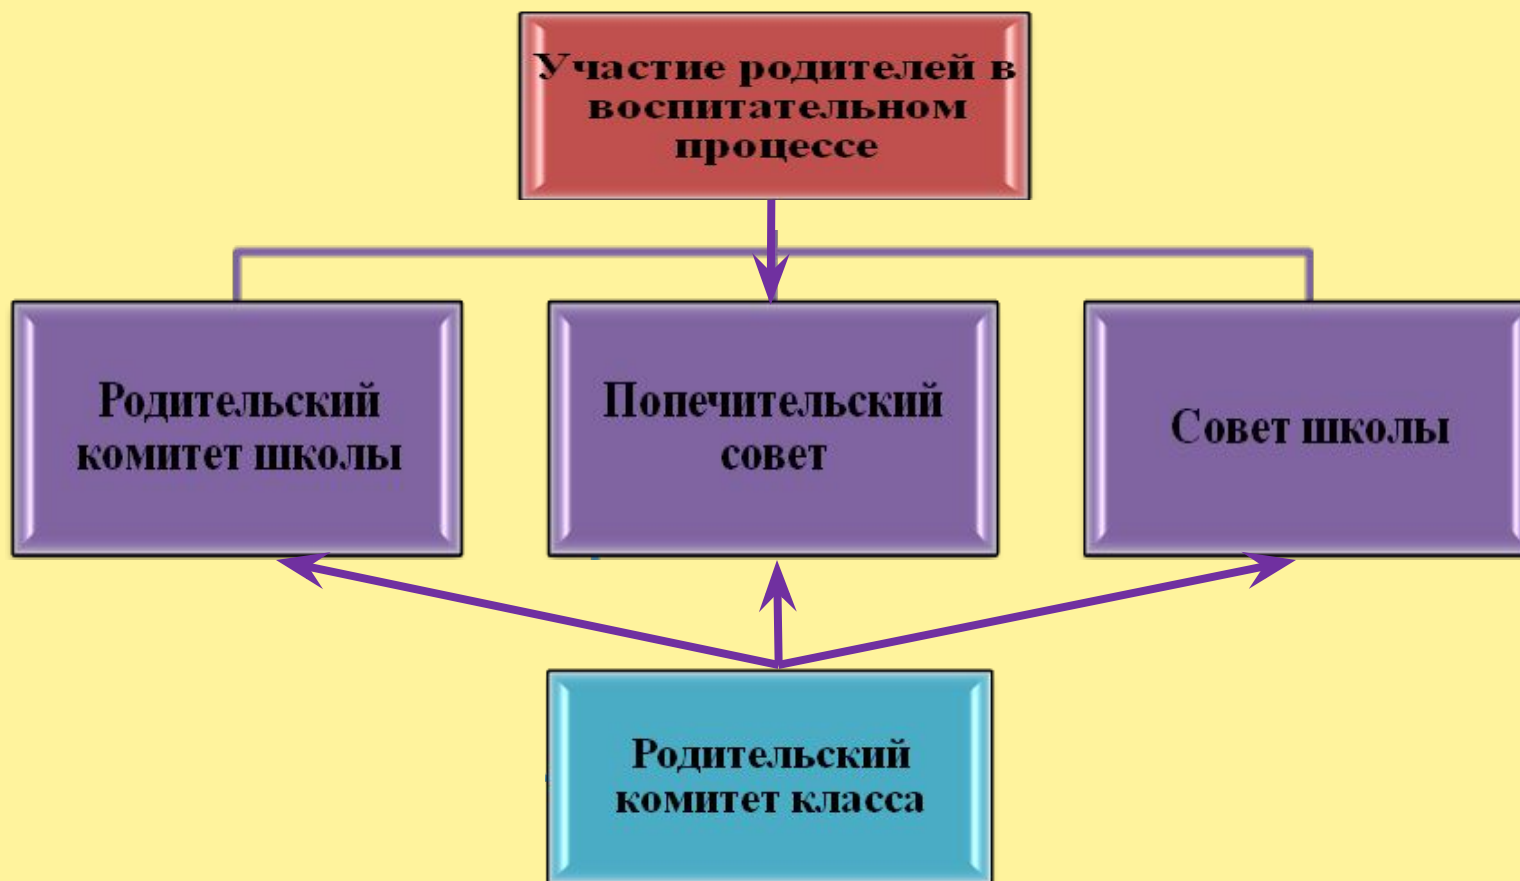 Участие родителей в
воспитательном
процессе
Родительский
комитет школы
Попечительский
совет
Совет школы
Родительский
комитет класса